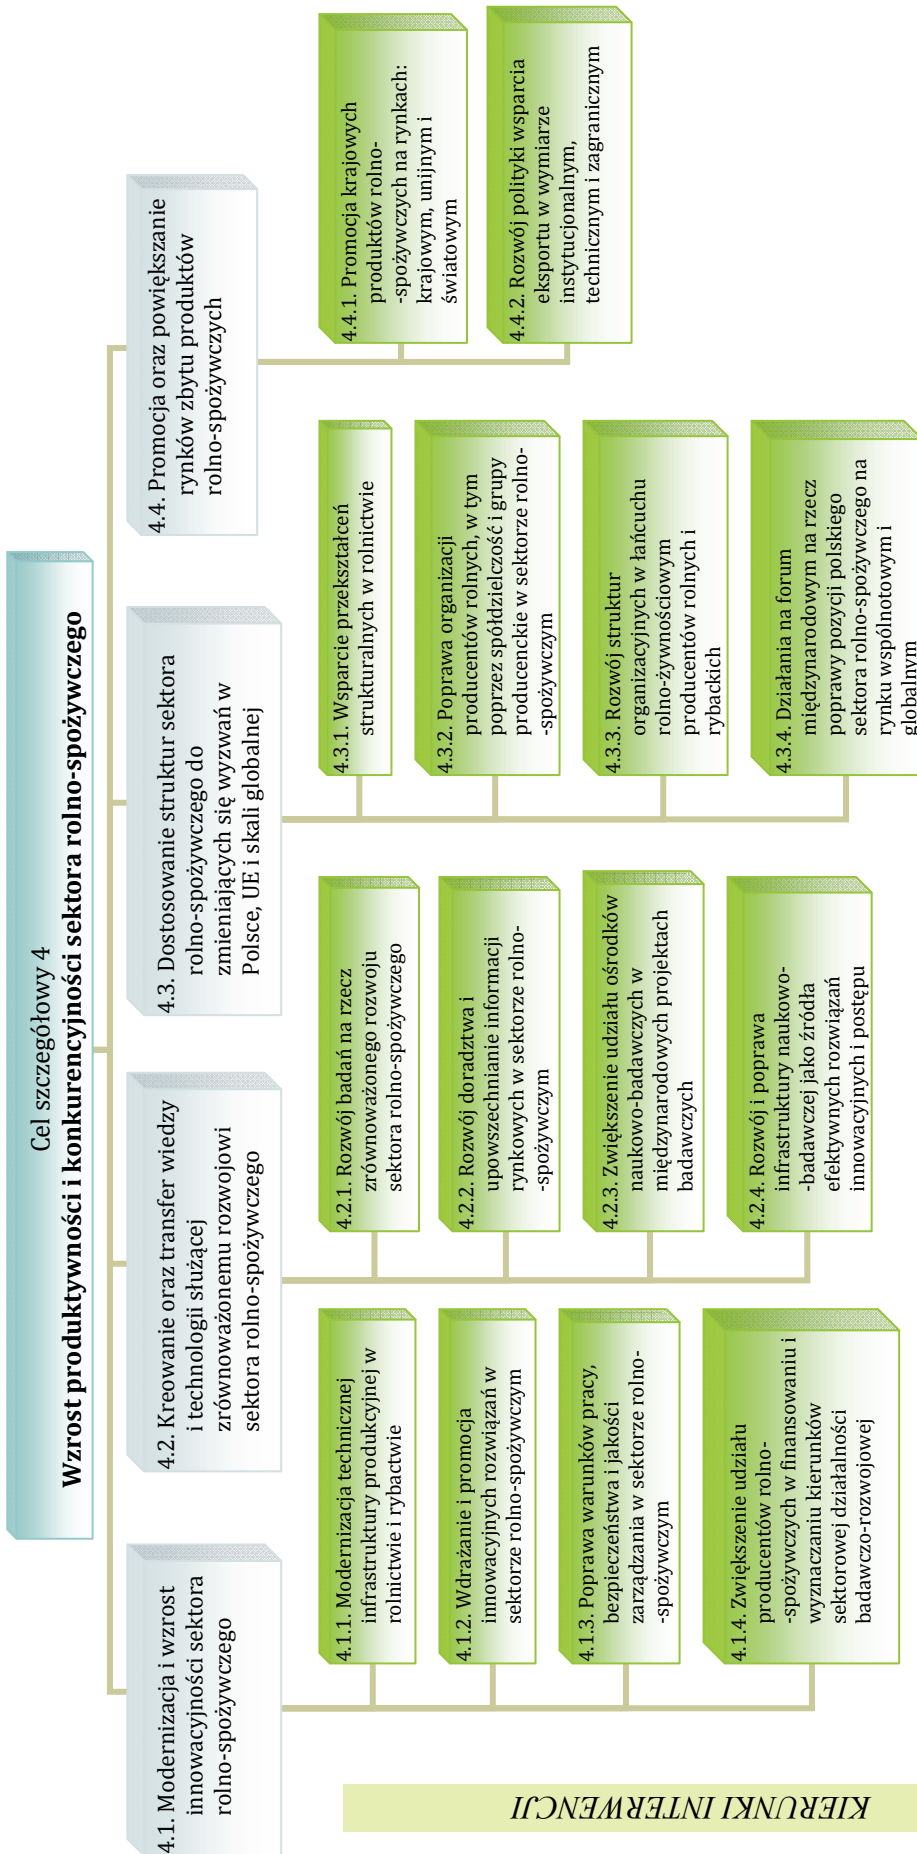 Cel szczegółowy 4
Wzrost produktywności i konkurencyjności sektora rolno-spożywczego
4.1. Modernizacja i wzrost
innowacyjności sektora
rolno-spożywczego
4.1.1. Modernizacja technicznej
infrastruktury produkcyjnej w
rolnictwie i rybactwie
4.1.2. Wdrażanie i promocja
innowacyjnych rozwiązań w
sektorze rolno-spożywczym
4.1.3. Poprawa warunków pracy,
bezpieczeństwa i jakości
zarządzania w sektorze rolno-
-spożywczym
4.1.4. Zwiększenie udziału
producentów rolno-
-spożywczych w finansowaniu i
wyznaczaniu kierunków
sektorowej działalności
badawczo-rozwojowej
4.2. Kreowanie oraz transfer wiedzy
i technologii służącej
zrównoważonemu rozwojowi
sektora rolno-spożywczego
4.2.1. Rozwój badań na rzecz
zrównoważonego rozwoju
sektora rolno-spożywczego
4.2.2. Rozwój doradztwa i
upowszechnianie informacji
rynkowych w sektorze rolno-
-spożywczym
4.2.3. Zwiększenie udziału ośrodków
naukowo-badawczych w
międzynarodowych projektach
badawczych
4.2.4. Rozwój i poprawa
infrastruktury naukowo-
-badawczej jako źródła
efektywnych rozwiązań
innowacyjnych i postępu
4.3. Dostosowanie struktur sektora
rolno-spożywczego do
zmieniających się wyzwań w
Polsce, UE i skali globalnej
4.3.1. Wsparcie przekształceń
strukturalnych w rolnictwie
4.3.2. Poprawa organizacji
producentów rolnych, w tym
poprzez spółdzielczość i grupy
producenckie w sektorze rolno-
-spożywczym
4.3.3. Rozwój struktur
organizacyjnych w łańcuchu
rolno-żywnościowym
producentów rolnych i
rybackich
4.3.4. Działania na forum
międzynarodowym na rzecz
poprawy pozycji polskiego
sektora rolno-spożywczego na
rynku wspólnotowym i
globalnym
4.4. Promocja oraz powiększanie
rynków zbytu produktów
rolno-spożywczych
4.4.1. Promocja krajowych
produktów rolno-
-spożywczych na rynkach:
krajowym, unijnym i
światowym
4.4.2. Rozwój polityki wsparcia
eksportu w wymiarze
instytucjonalnym,
technicznym i zagranicznym
KIERUNKI INTERWENCJI